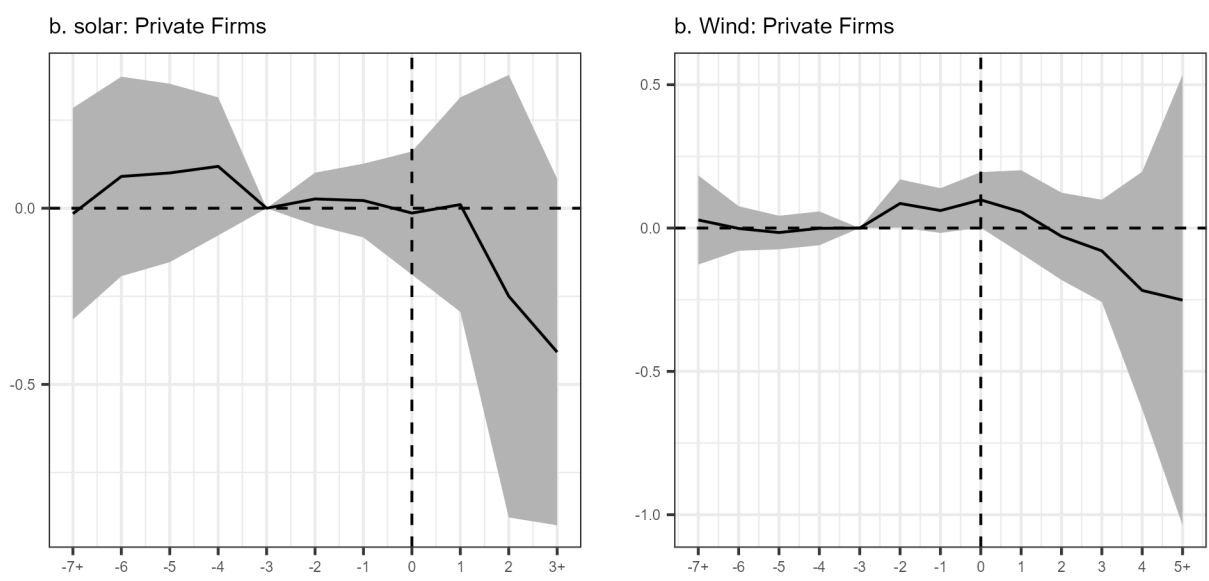 b. solar: Private Firms
0.0
-0.5
-7+ -6 -5 -4 -3 -2 -1 0 1 2 3+
b. Wind: Private Firms
0.5
0.0
-0.5
-1.0
-7+ -6 -5 -4 -3 -2 -1 0 1 2 3 4 5+